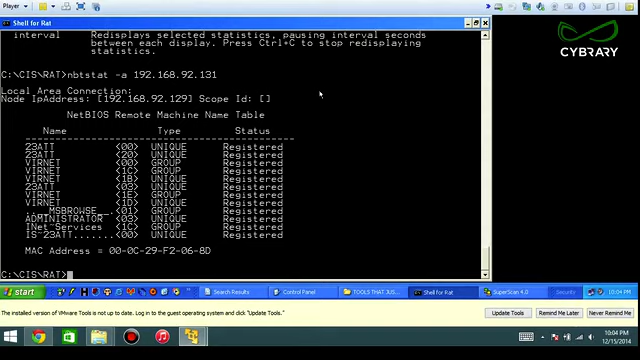 Player
Shell for Rat
interval Redisplays selected statistics, pausing interval seconds
between each display. Press Ctrl+C to stop redisplaying
statistics.
CYBRARY
C:\CIS\RAT>nbtstat -a 192.168.92.131
Local Area Connection:
Node IpAddress: [192.168.92.129] Scope Id: []
NetBIOS Remote Machine Name Table
Name Type Status
23ATT <00> UNIQUE Registered
23ATT <20> UNIQUE Registered
VIRNET <00> GROUP Registered
VIRNET <1C> GROUP Registered
VIRNET <1B> UNIQUE Registered
23ATT <03> UNIQUE Registered
VIRNET <1E> GROUP Registered
VIRNET <1D> UNIQUE Registered
..__MSBROWSE__.<01> GROUP Registered
ADMINISTRATOR <03> UNIQUE Registered
INet~Services <1C> GROUP Registered
IS~23ATT.......<00> UNIQUE Registered
MAC Address = 00-0C-29-F2-06-8D
C:\CIS\RAT>
start
Search Results
Control Panel
TOOLS THAT JUS...
Shell for Rat
SuperScan 4.0
Security
10:04 PM
The installed version of VMware Tools is not up to date. Log in to the guest operating system and click "Update Tools."
Update Tools
Remind Me Later
Never Remind Me
10:04 PM
12/15/2014